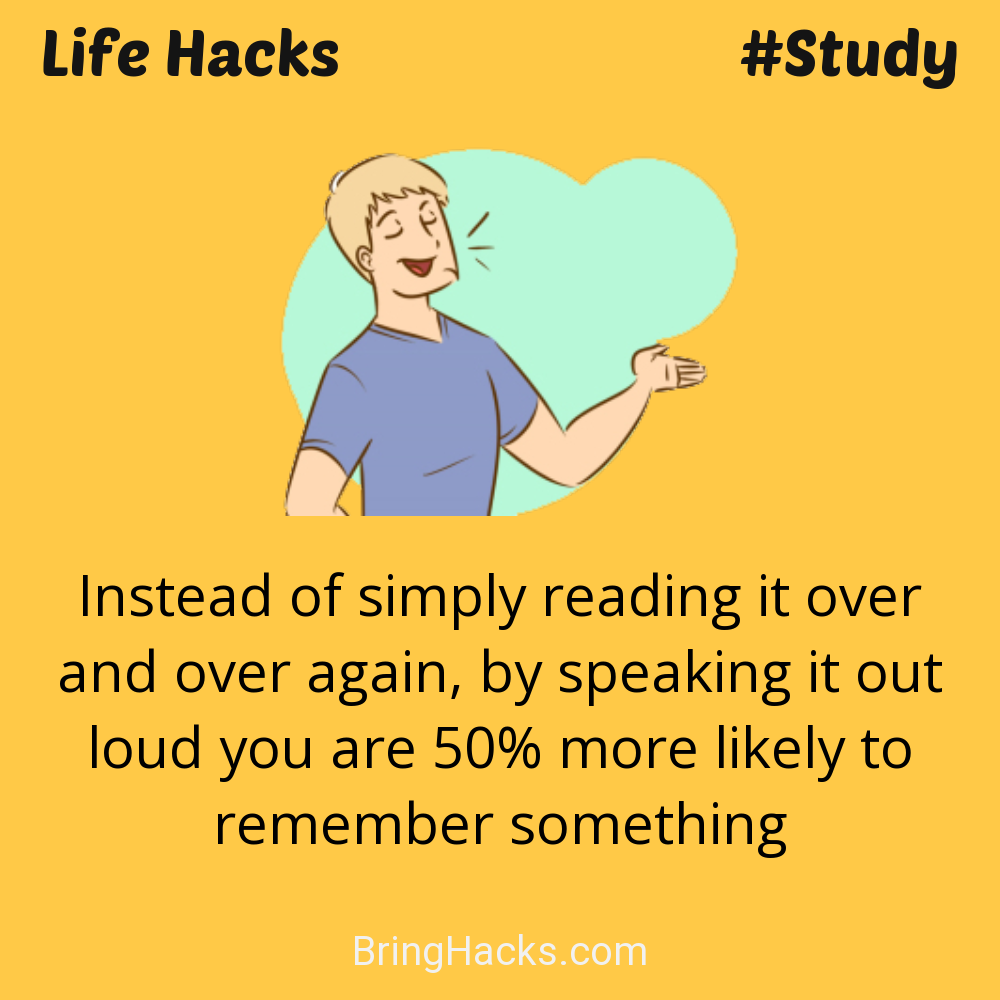 Life Hacks
#Study
Instead of simply reading it over
and over again, by speaking it out
loud you are 50% more likely to
remember something
BringHacks.com